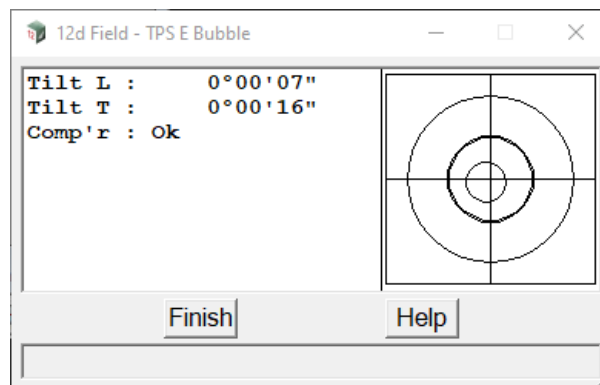 12d Field - TPS E Bubble
Tilt L :      0°00'07"
Tilt T :      0°00'16"
Comp'r : Ok
Finish
Help